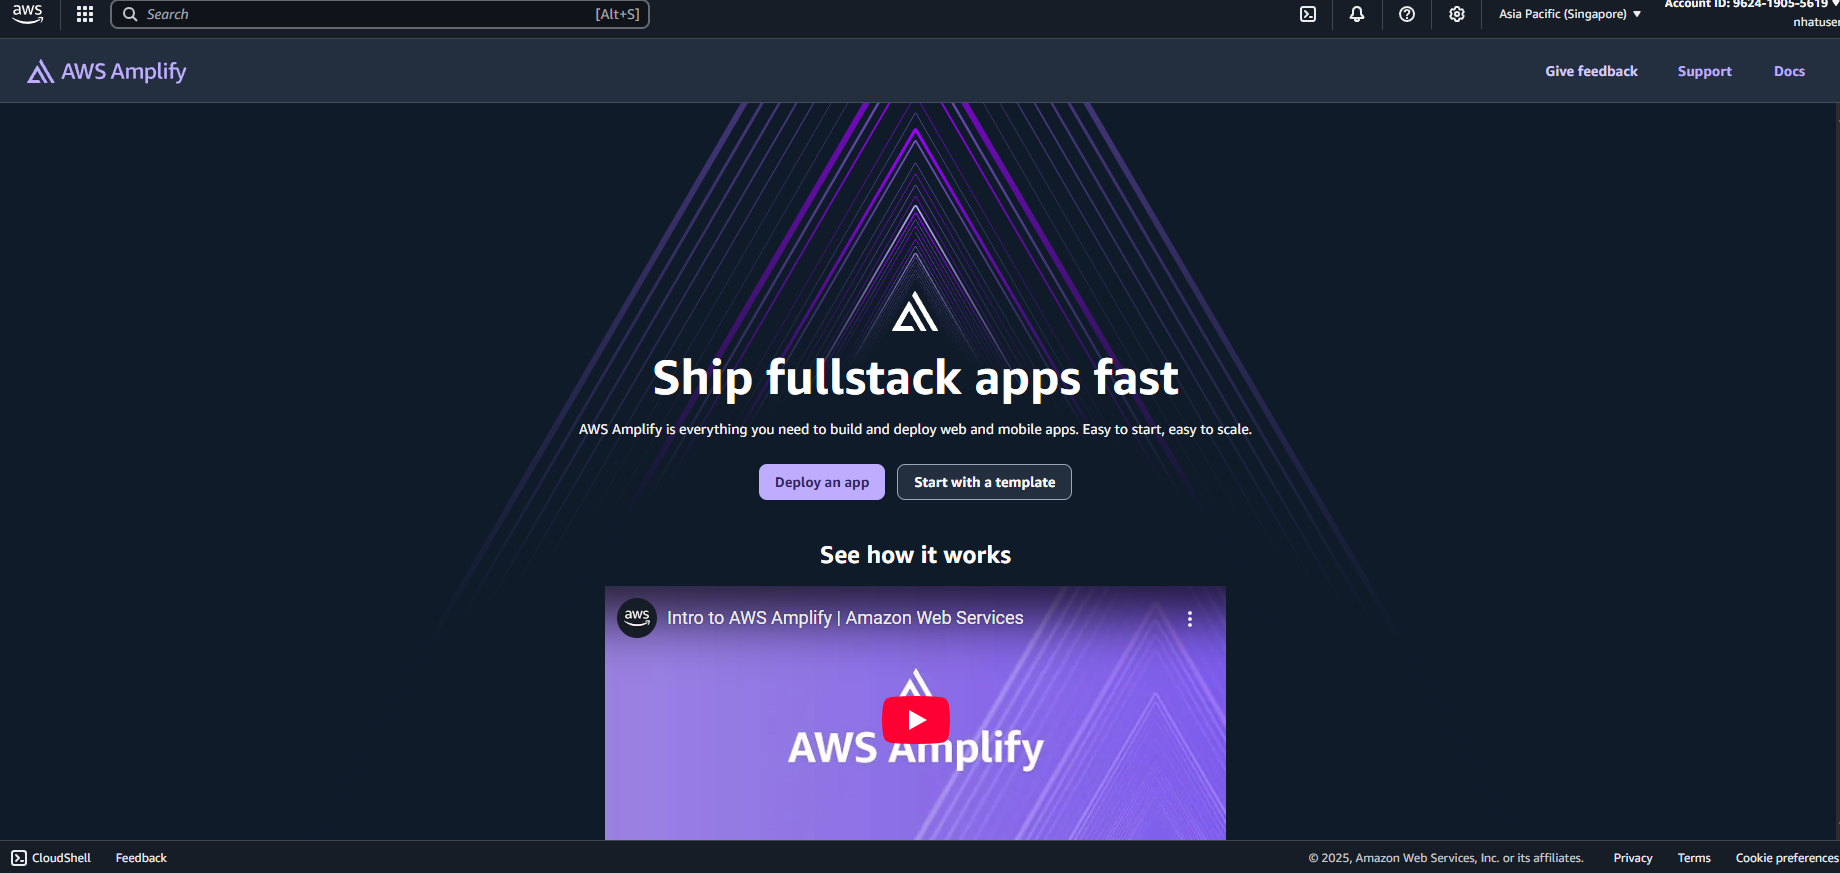 aws
Search [Alt+S]
Asia Pacific (Singapore)
Account ID: 9624-1905-5619
nhatuser
AWS Amplify
Give feedback Support Docs
Ship fullstack apps fast
AWS Amplify is everything you need to build and deploy web and mobile apps. Easy to start, easy to scale.
Deploy an app Start with a template
See how it works
aws Intro to AWS Amplify | Amazon Web Services
AWS Amplify
CloudShell Feedback © 2025, Amazon Web Services, Inc. or its affiliates. Privacy Terms Cookie preferences